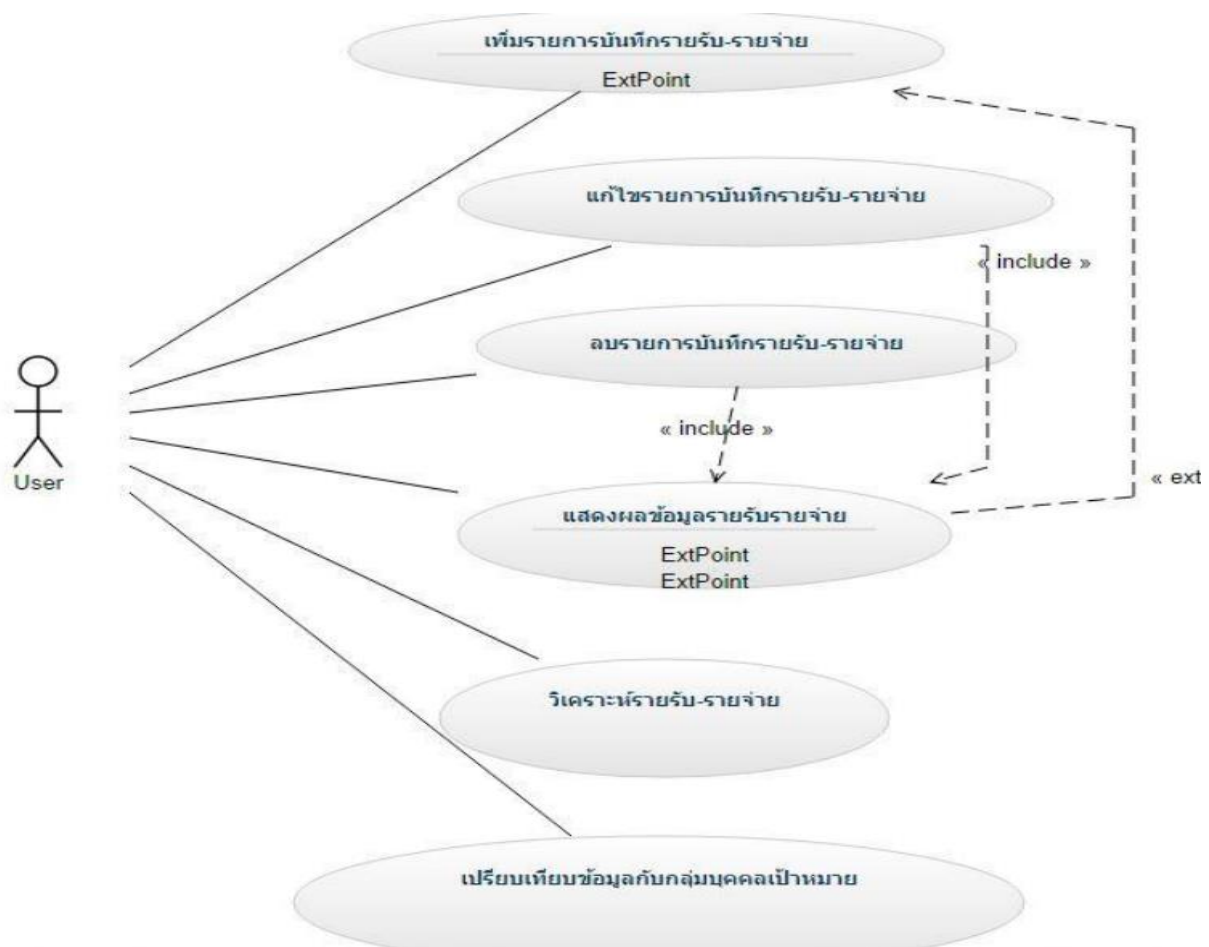 เพิ่มรายการบันทึกรายรับ-รายจ่าย
ExtPoint
แก้ไขรายการบันทึกรายรับ-รายจ่าย
« include »
ลบรายการบันทึกรายรับ-รายจ่าย
« include »
User
« ext
แสดงผลข้อมูลรายรับรายจ่าย
ExtPoint
ExtPoint
วิเคราะห์รายรับ-รายจ่าย
เปรียบเทียบข้อมูลกับกลุ่มบุคคลเป้าหมาย